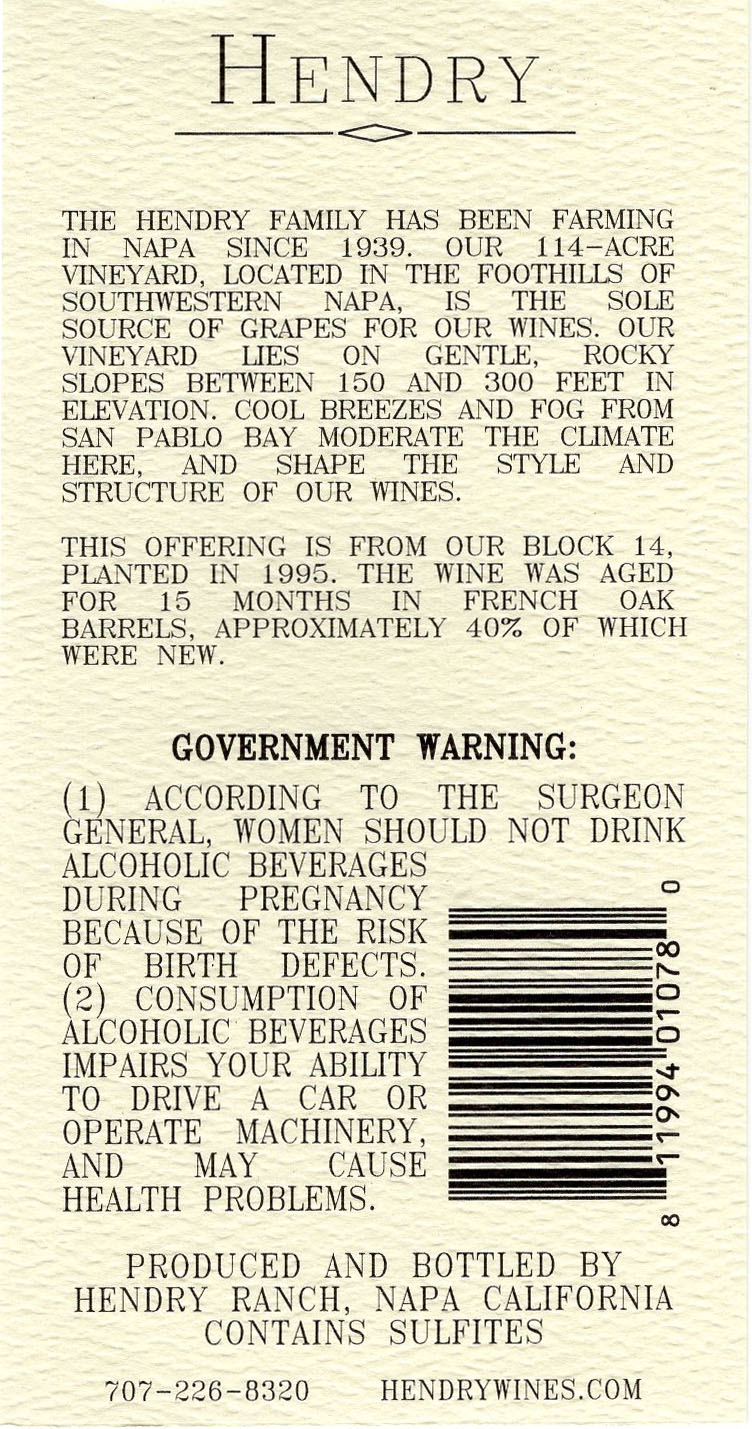 HENDRY
THE HENDRY FAMILY HAS BEEN FARMING
IN NAPA SINCE 1939. OUR 114-ACRE
VINEYARD, LOCATED IN THE FOOTHILLS OF
SOUTHWESTERN NAPA, IS THE SOLE
SOURCE OF GRAPES FOR OUR WINES. OUR
VINEYARD LIES ON GENTLE, ROCKY
SLOPES BETWEEN 150 AND 300 FEET IN
ELEVATION. COOL BREEZES AND FOG FROM
SAN PABLO BAY MODERATE THE CLIMATE
HERE, AND SHAPE THE STYLE AND
STRUCTURE OF OUR WINES.
THIS OFFERING IS FROM OUR BLOCK 14,
PLANTED IN 1995. THE WINE WAS AGED
FOR 15 MONTHS IN FRENCH OAK
BARRELS, APPROXIMATELY 40% OF WHICH
WERE NEW.
GOVERNMENT WARNING:
(1) ACCORDING TO THE SURGEON
GENERAL, WOMEN SHOULD NOT DRINK
ALCOHOLIC BEVERAGES
DURING PREGNANCY
BECAUSE OF THE RISK
OF BIRTH DEFECTS.
(2) CONSUMPTION OF
ALCOHOLIC BEVERAGES
IMPAIRS YOUR ABILITY
TO DRIVE A CAR OR
OPERATE MACHINERY,
AND MAY CAUSE
HEALTH PROBLEMS.
8 11994 01078 0
PRODUCED AND BOTTLED BY
HENDRY RANCH, NAPA CALIFORNIA
CONTAINS SULFITES
707-226-8320 HENDRYWINES.COM